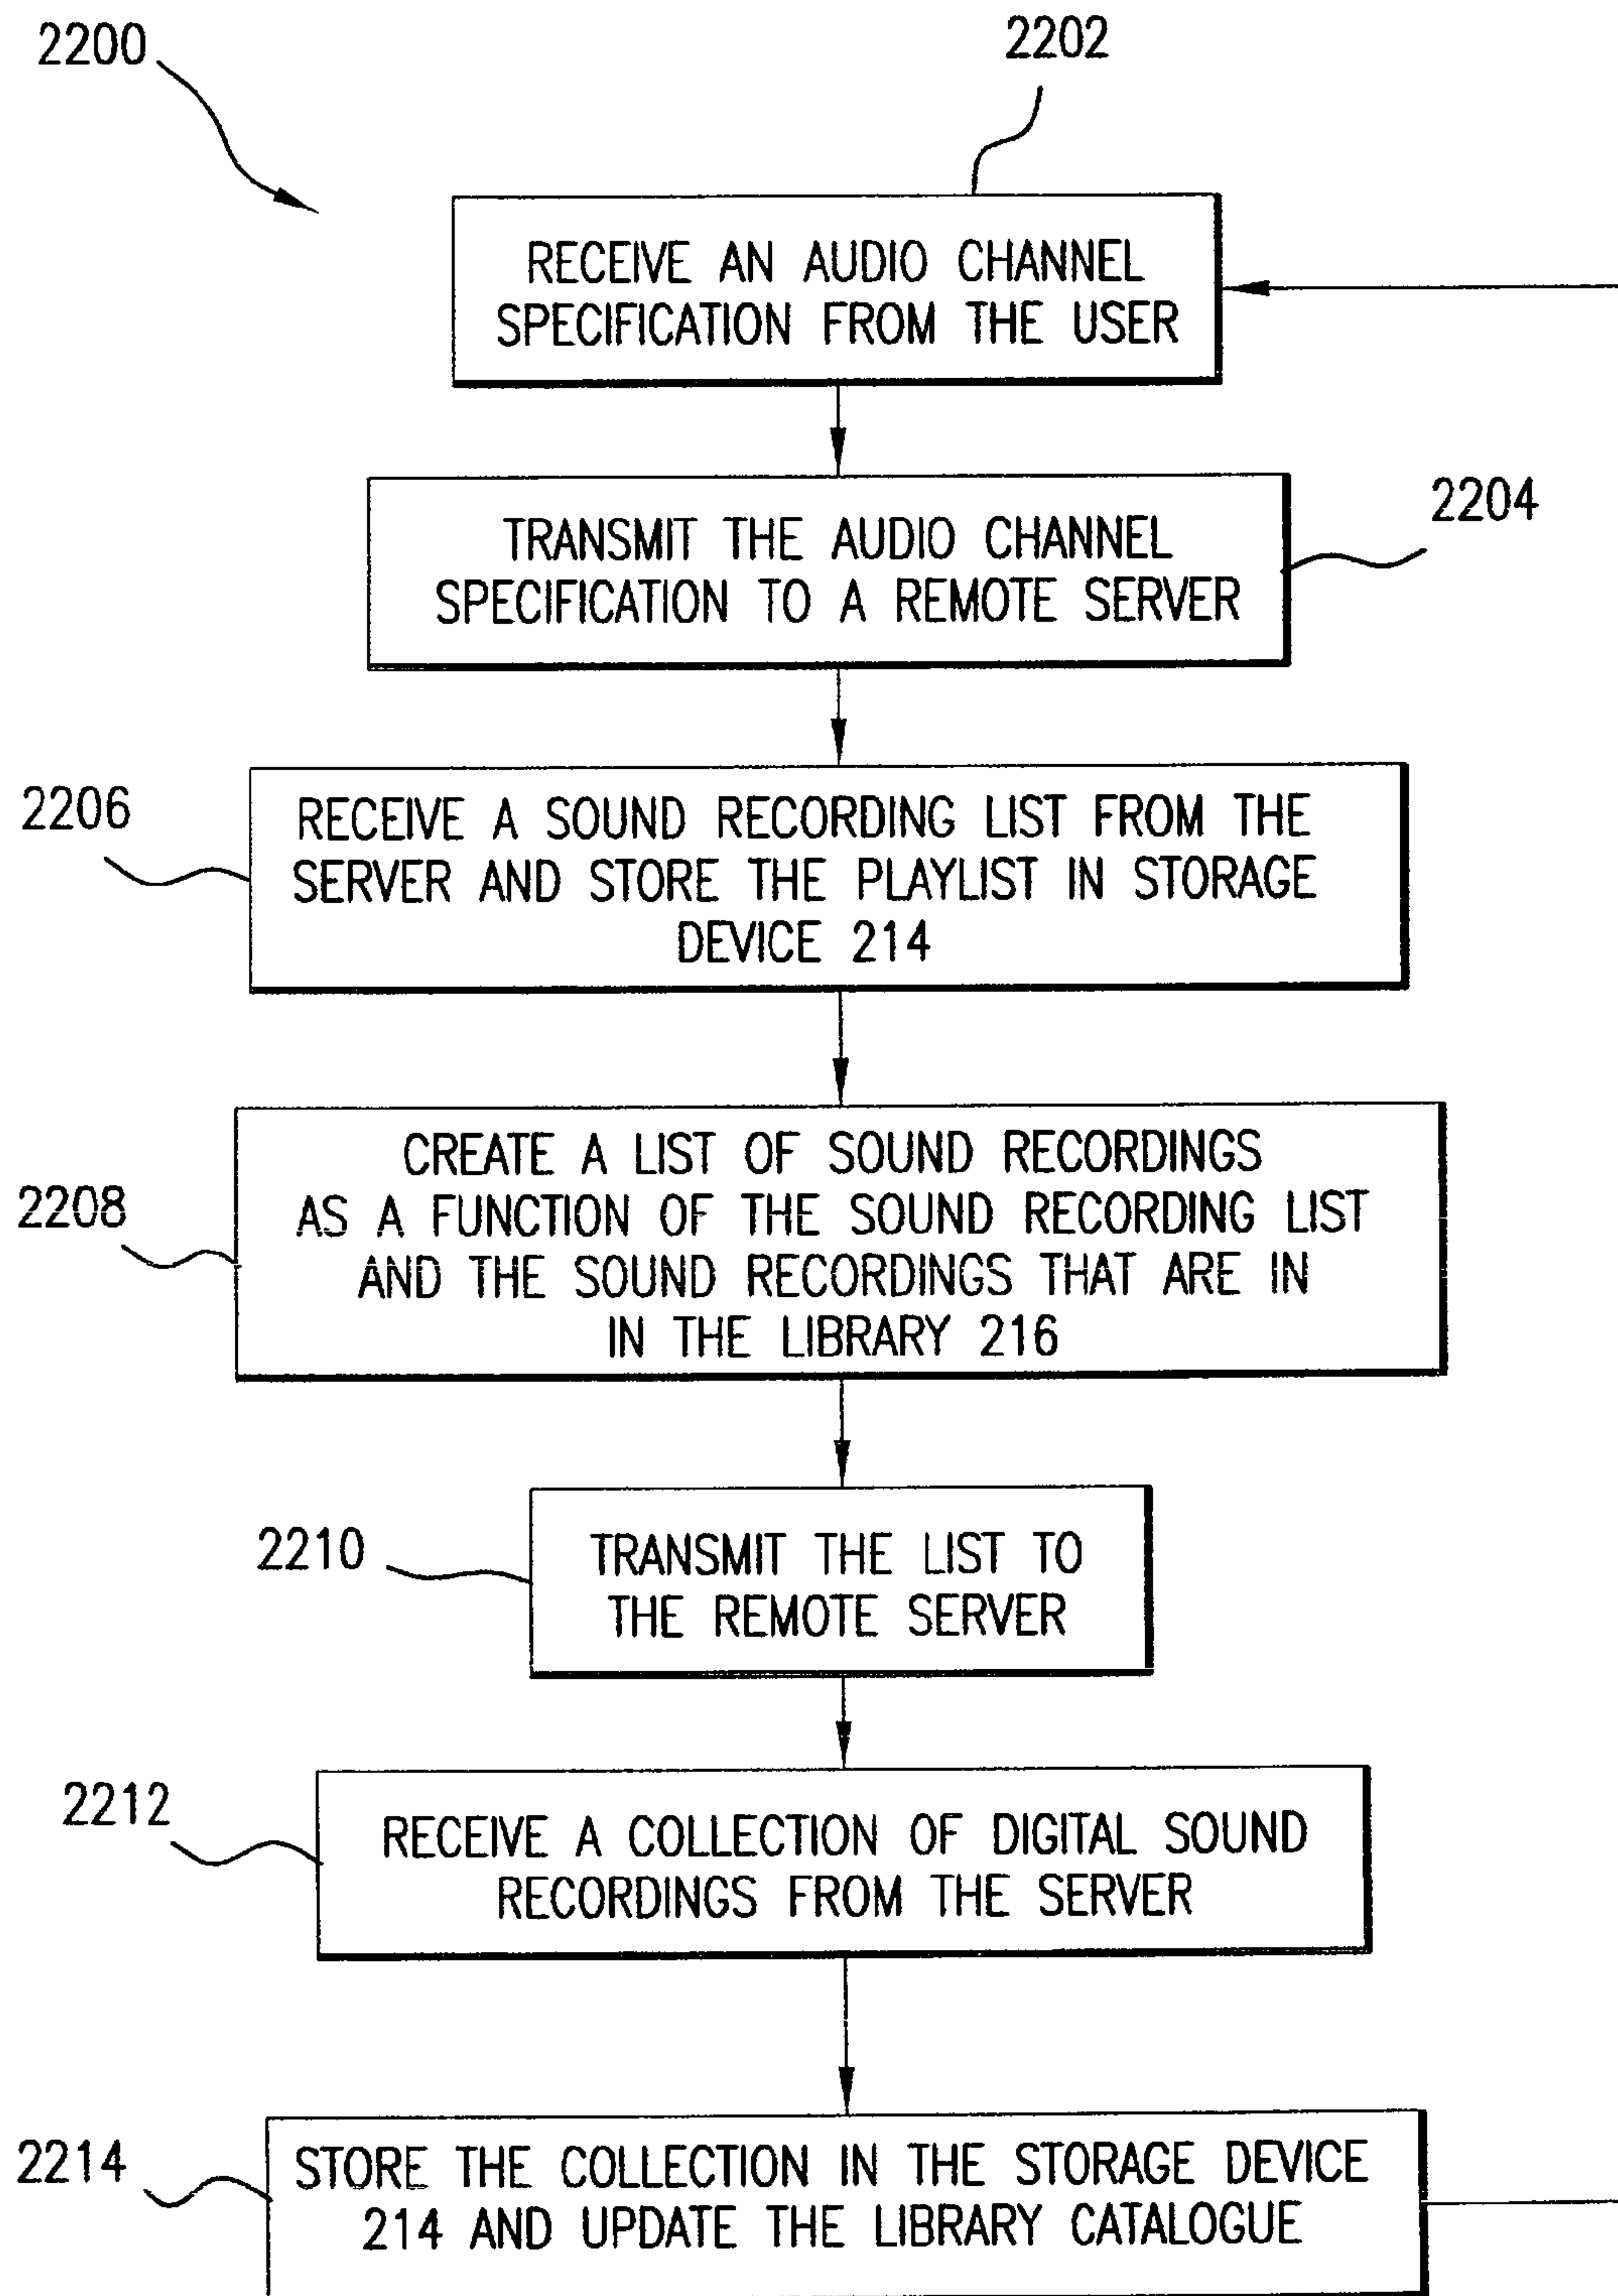 2200
2202
RECEIVE AN AUDIO CHANNEL
SPECIFICATION FROM THE USER
TRANSMIT THE AUDIO CHANNEL
SPECIFICATION TO A REMOTE SERVER
2204
2206
RECEIVE A SOUND RECORDING LIST FROM THE
SERVER AND STORE THE PLAYLIST IN STORAGE
DEVICE 214
2208
CREATE A LIST OF SOUND RECORDINGS
AS A FUNCTION OF THE SOUND RECORDING LIST
AND THE SOUND RECORDINGS THAT ARE IN
IN THE LIBRARY 216
2210
TRANSMIT THE LIST TO
THE REMOTE SERVER
2212
RECEIVE A COLLECTION OF DIGITAL SOUND
RECORDINGS FROM THE SERVER
2214
STORE THE COLLECTION IN THE STORAGE DEVICE
214 AND UPDATE THE LIBRARY CATALOGUE